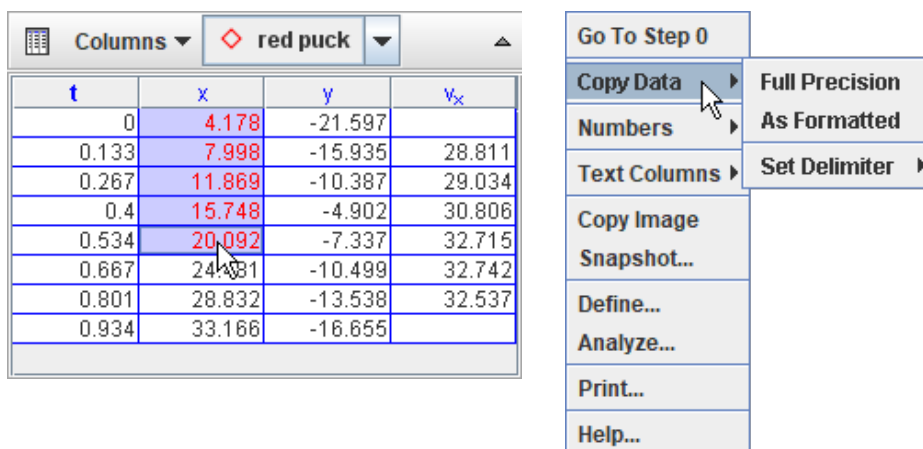 Columns red puck
t x y vx
0 4.178 -21.597
0.133 7.998 -15.935 28.811
0.267 11.869 -10.387 29.034
0.4 15.748 -4.902 30.806
0.534 20.092 -7.337 32.715
0.667 -10.499 32.742
0.801 28.832 -13.538 32.537
0.934 33.166 -16.655
Go To Step 0
Copy Data
Numbers
Text Columns
Copy Image
Snapshot...
Define...
Analyze...
Print...
Help...
Full Precision
As Formatted
Set Delimiter